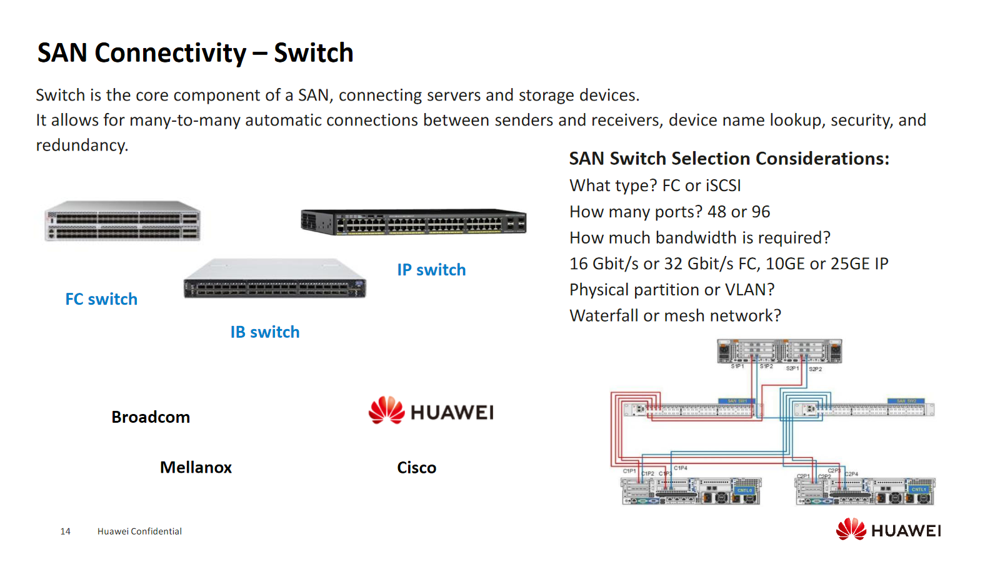 SAN Connectivity – Switch
Switch is the core component of a SAN, connecting servers and storage devices.
It allows for many-to-many automatic connections between senders and receivers, device name lookup, security, and
redundancy.
SAN Switch Selection Considerations:
What type? FC or iSCSI
How many ports? 48 or 96
How much bandwidth is required?
16 Gbit/s or 32 Gbit/s FC, 10GE or 25GE IP
Physical partition or VLAN?
Waterfall or mesh network?
IP switch
FC switch
IB switch
Broadcom
HUAWEI
Mellanox
Cisco
S1P1
S1P2
S2P1
S2P2
SAN SW1
SAN SW2
C1P1
C1P2
C1P3
C1P4
C2P1
C2P2
C2P3
C2P4
CNTL0
CNTL1
14
Huawei Confidential
HUAWEI